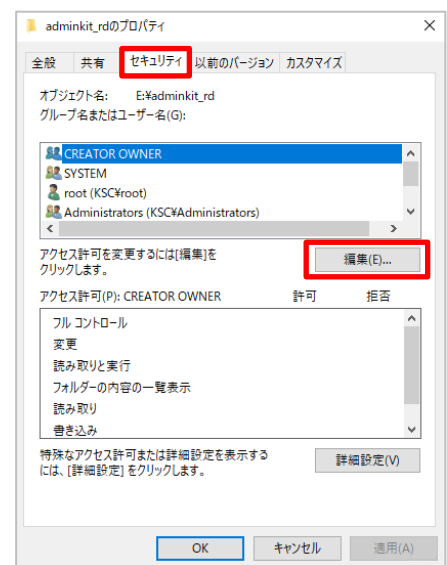 adminkit_rdのプロパティ
全般 共有 セキュリティ 以前のバージョン カスタマイズ
オブジェクト名: E:¥adminkit_rd
グループ名またはユーザー名(G):
CREATOR OWNER
SYSTEM
root (KSC¥root)
Administrators (KSC¥Administrators)
アクセス許可を変更するには[編集]を
クリックします。
編集(E)...
アクセス許可(P): CREATOR OWNER 許可 拒否
フル コントロール
変更
読み取りと実行
フォルダーの内容の一覧表示
読み取り
書き込み
特殊なアクセス許可または詳細設定を表示する
には、[詳細設定] をクリックします。
詳細設定(V)
OK キャンセル 適用(A)